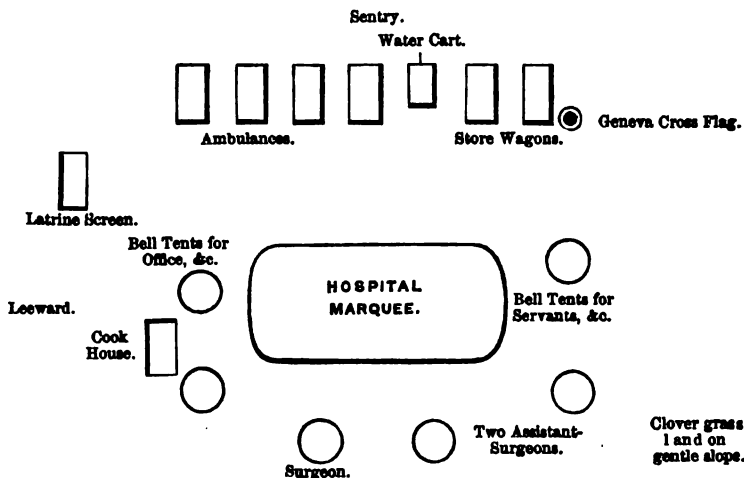 Sentry.
Water Cart.
Ambulances.
Store Wagons.
Geneva Cross Flag.
Latrine Screen.
Bell Tents for
Office, &c.
HOSPITAL
MARQUEE.
Bell Tents for
Servants, &c.
Leeward.
Cook
House.
Two Assistant-
Surgeons.
Surgeon.
Clover grass
land on
gentle slope.